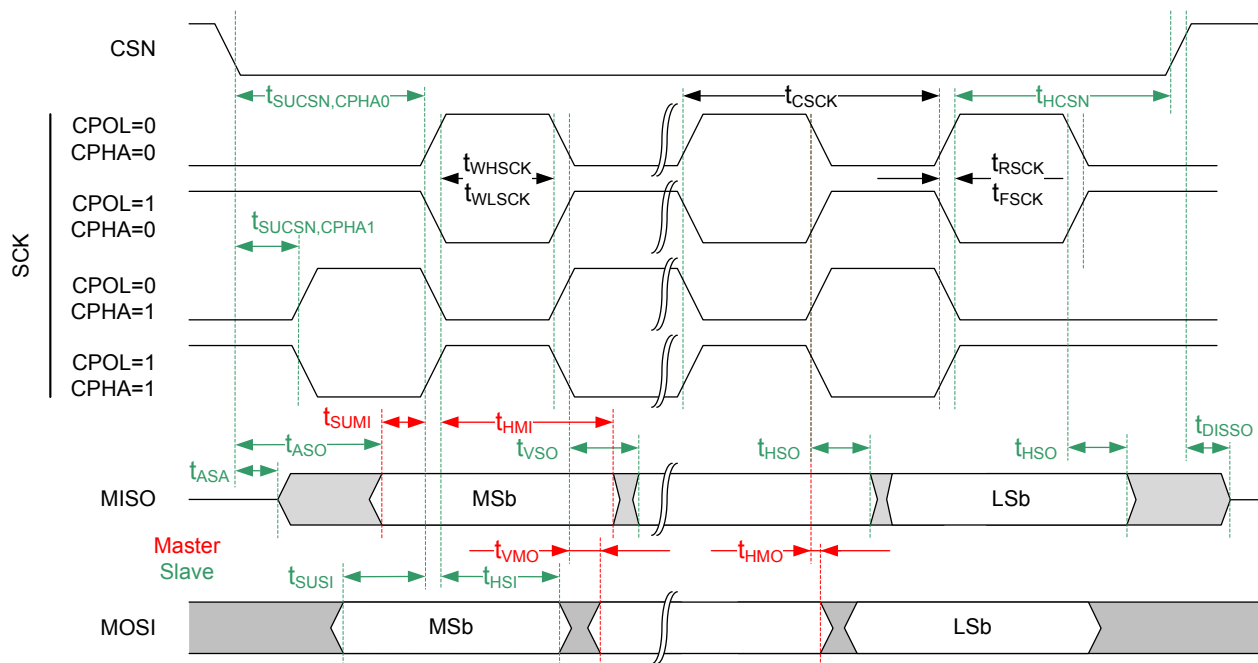 CSN
tSUCSN,CPHA0
tCSCK
tHCSN
SCK
CPOL=0
CPHA=0
tWHSCK
tWLSCK
tRSCK
tFSCK
CPOL=1
CPHA=0
tSUCSN,CPHA1
CPOL=0
CPHA=1
CPOL=1
CPHA=1
tSUMI
tHMI
tASO
tVSO
tHSO
tHSO
tDISSO
tASA
MISO
MSb
LSb
Master
Slave
tVMO
tHMO
tSUSI
tHSI
MOSI
MSb
LSb